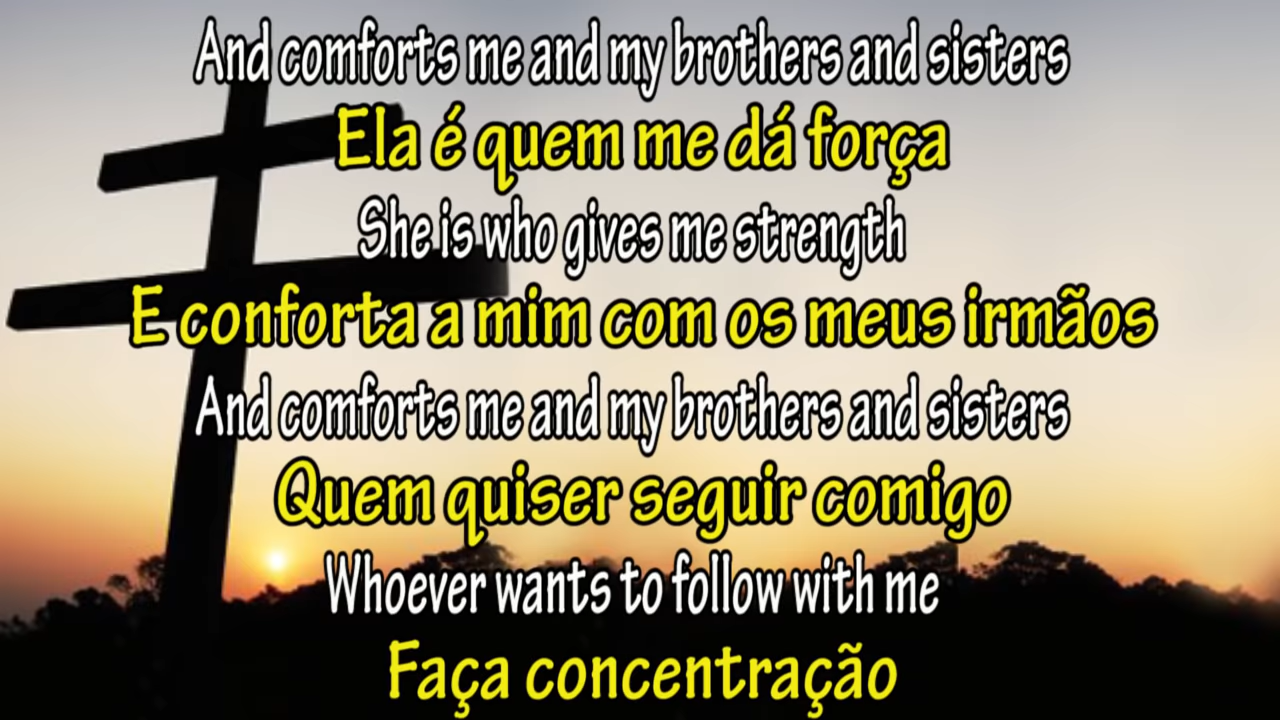 And comforts me and my brothers and sisters
Ela é quem me dá força
She is who gives me strength
E conforta a mim com os meus irmãos
And comforts me and my brothers and sisters
Quem quiser seguir comigo
Whoever wants to follow with me
Faça concentração